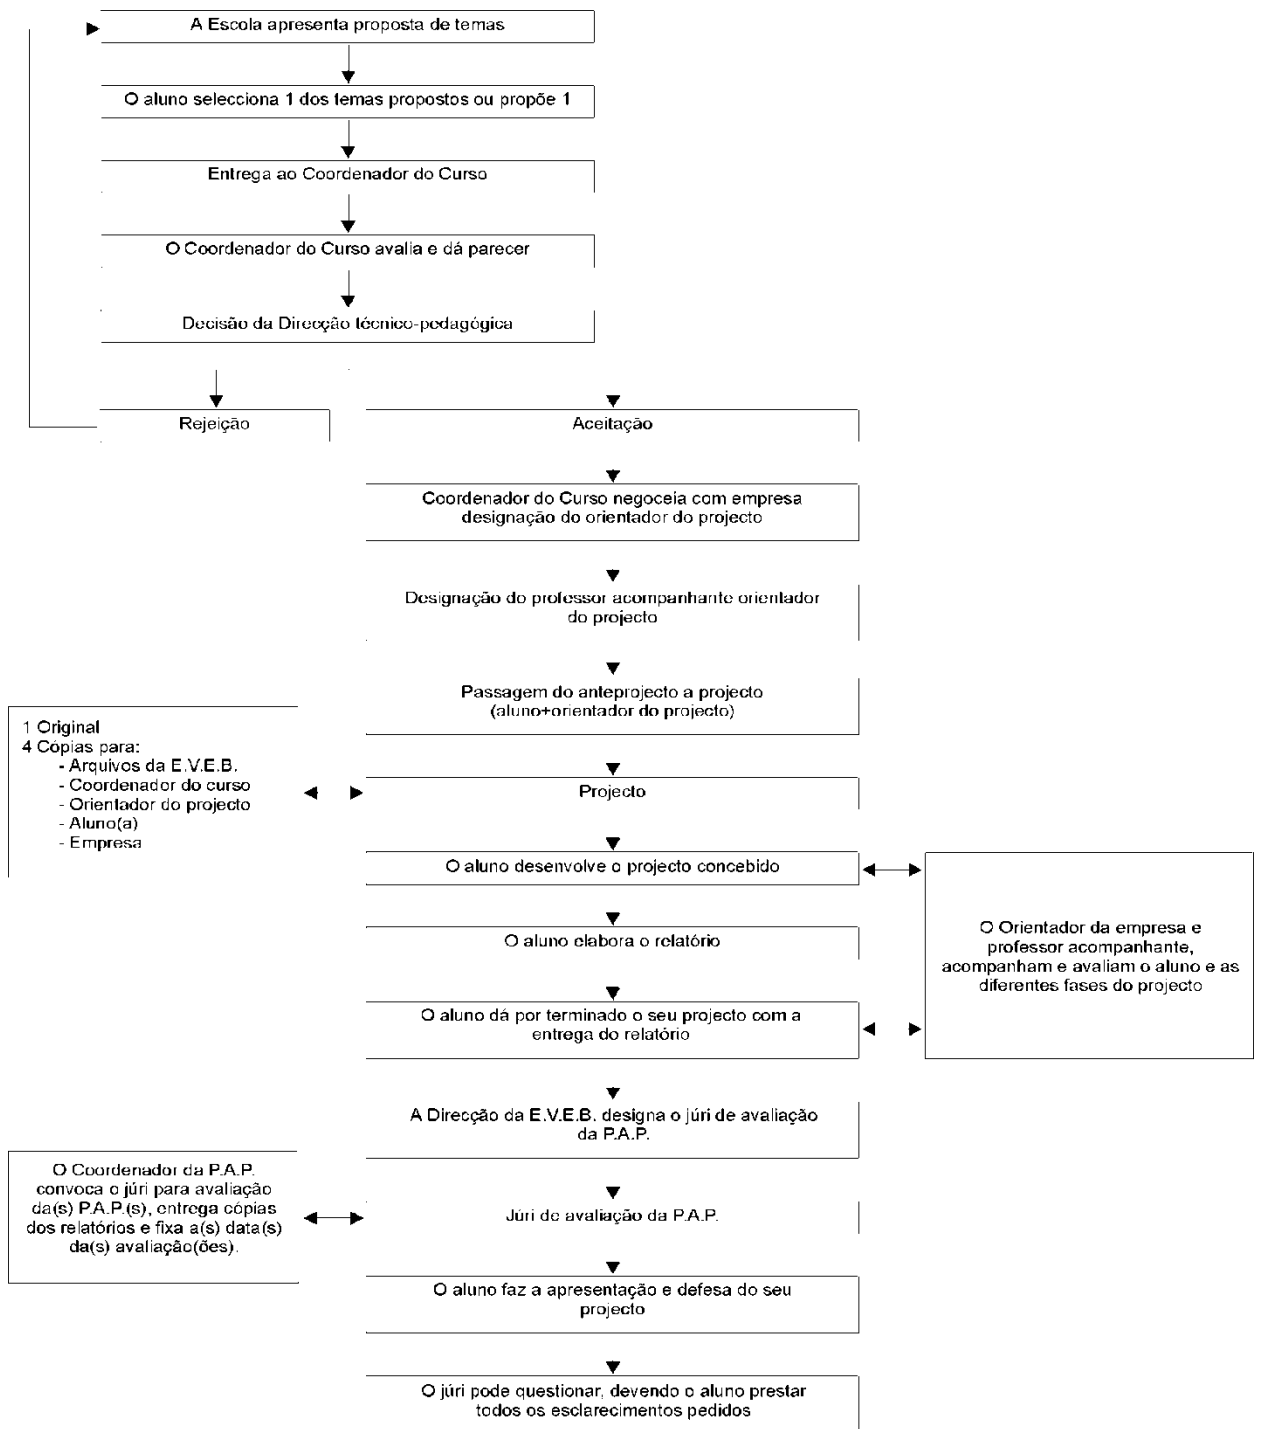 A Escola apresenta proposta de temas
O aluno selecciona 1 dos temas propostos ou propõe 1
Entrega ao Coordenador do Curso
O Coordenador do Curso avalia e dá parecer
Decisão da Direcção técnico-pedagógica
Rejeição
Aceitação
Coordenador do Curso negoceia com empresa
designação do orientador do projecto
Designação do professor acompanhante orientador
do projecto
Passagem do anteprojecto a projecto
(aluno+orientador do projecto)
1 Original
4 Cópias para:
- Arquivos da E.V.E.B.
- Coordenador do curso
- Orientador do projecto
- Aluno(a)
- Empresa
Projecto
O aluno desenvolve o projecto concebido
O aluno elabora o relatório
O Orientador da empresa e
professor acompanhante,
acompanham e avaliam o aluno e as
diferentes fases do projecto
O aluno dá por terminado o seu projecto com a
entrega do relatório
A Direcção da E.V.E.B. designa o júri de avaliação
da P.A.P.
O Coordenador da P.A.P.
convoca o júri para avaliação
da(s) P.A.P.(s), entrega cópias
dos relatórios e fixa a(s) data(s)
da(s) avaliação(ões).
Júri de avaliação da P.A.P.
O aluno faz a apresentação e defesa do seu
projecto
O júri pode questionar, devendo o aluno prestar
todos os esclarecimentos pedidos